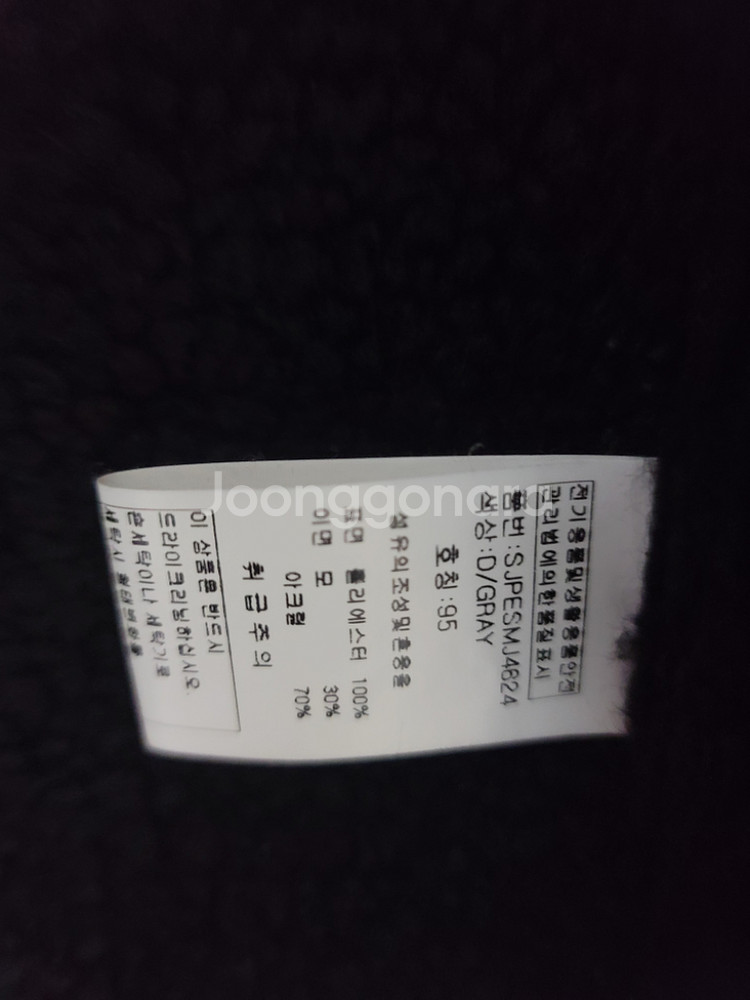 전기용품및생활용품안전
관리법에의한품질표시
품번:SJPESMJ4624
색상:D/GRAY
호칭:95
섬유의조성및혼용율
표면 폴리에스터 100%
이면 모 30%
아크릴 70%
취급주의
이 상품은 반드시
드라이크리닝하십시오.
손세탁이나 세탁기로
세탁시
Joonggonara